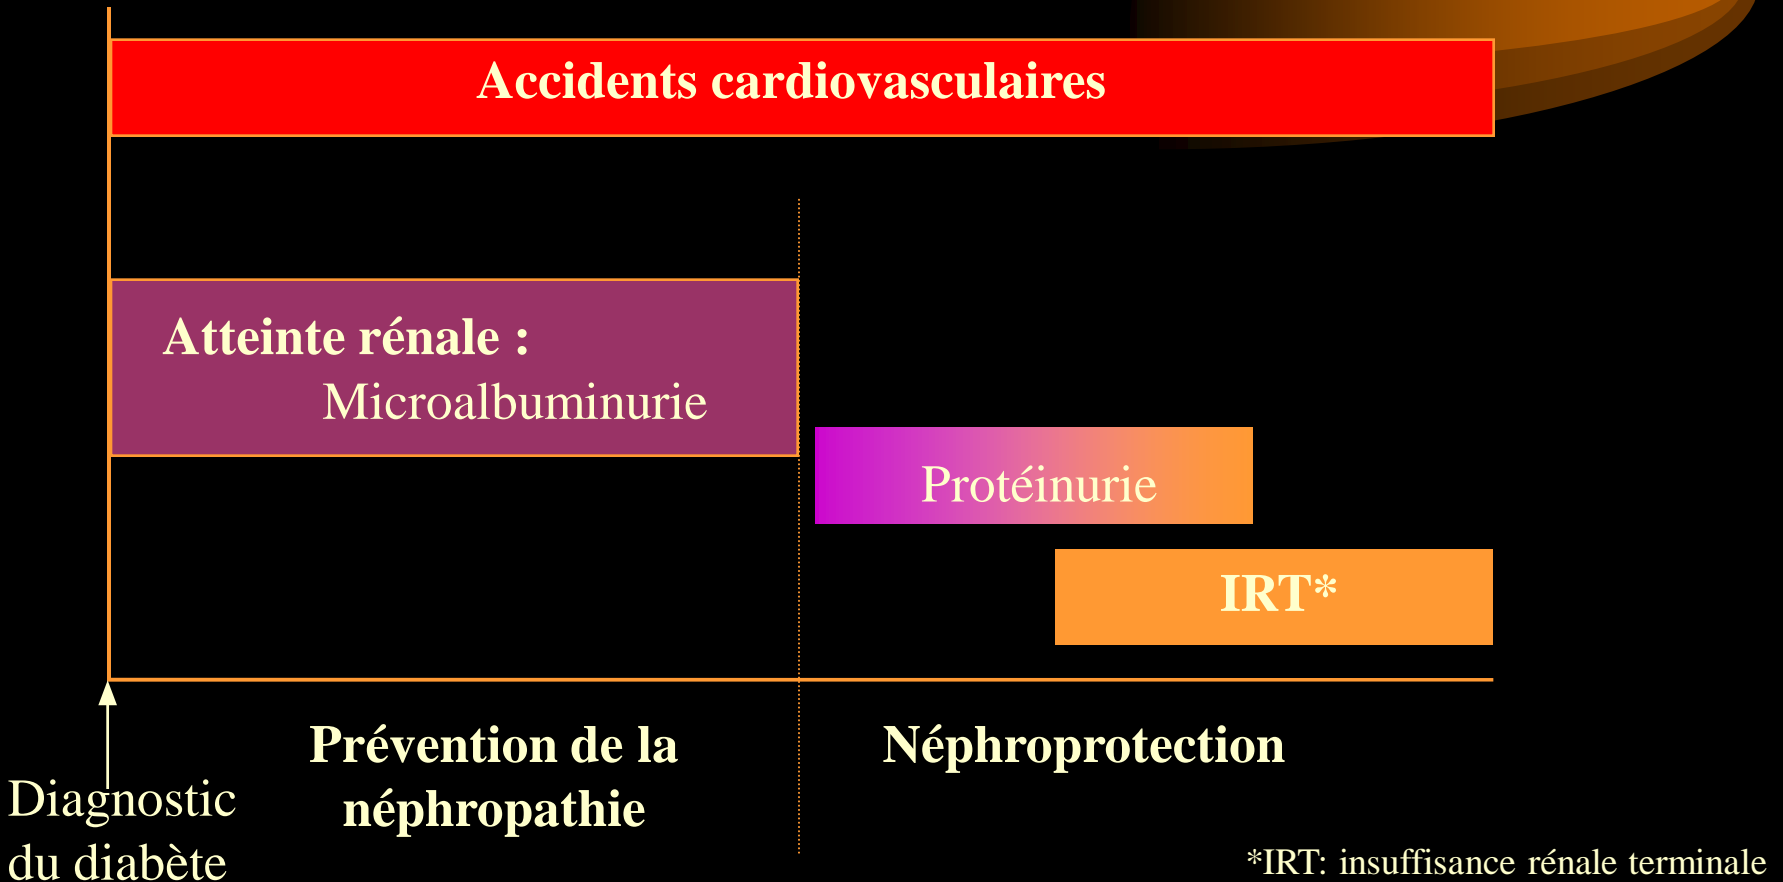 Accidents cardiovasculaires
Atteinte rénale :
Microalbuminurie
Protéinurie
IRT*
Prévention de la
néphropathie
Néphroprotection
Diagnostic
du diabète
*IRT: insuffisance rénale terminale